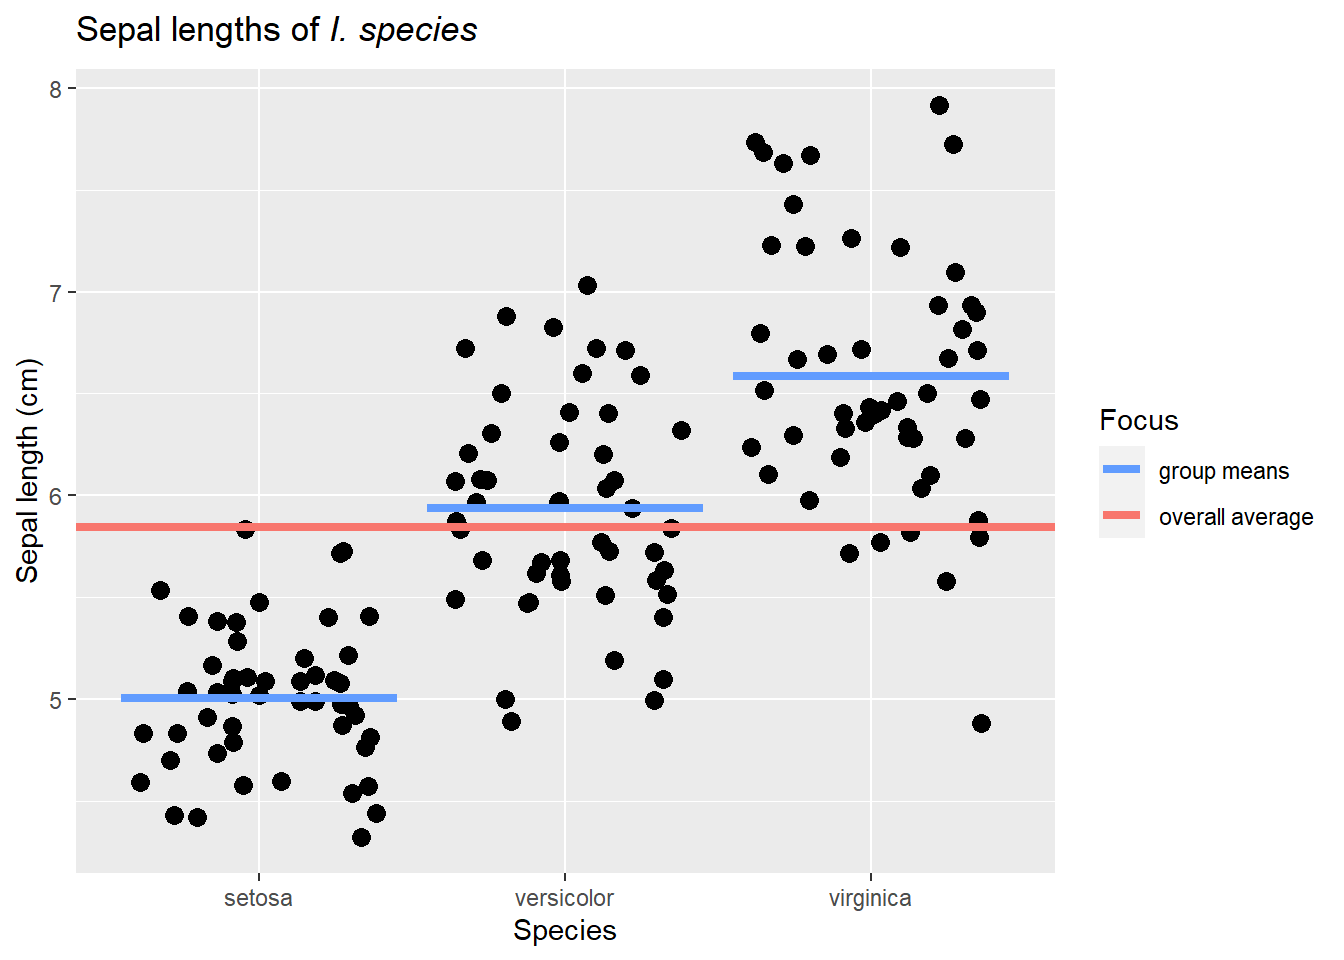 Sepal lengths of I. species
8
7
6
5
Sepal length (cm)
setosa
versicolor
virginica
Species
Focus
group means
overall average